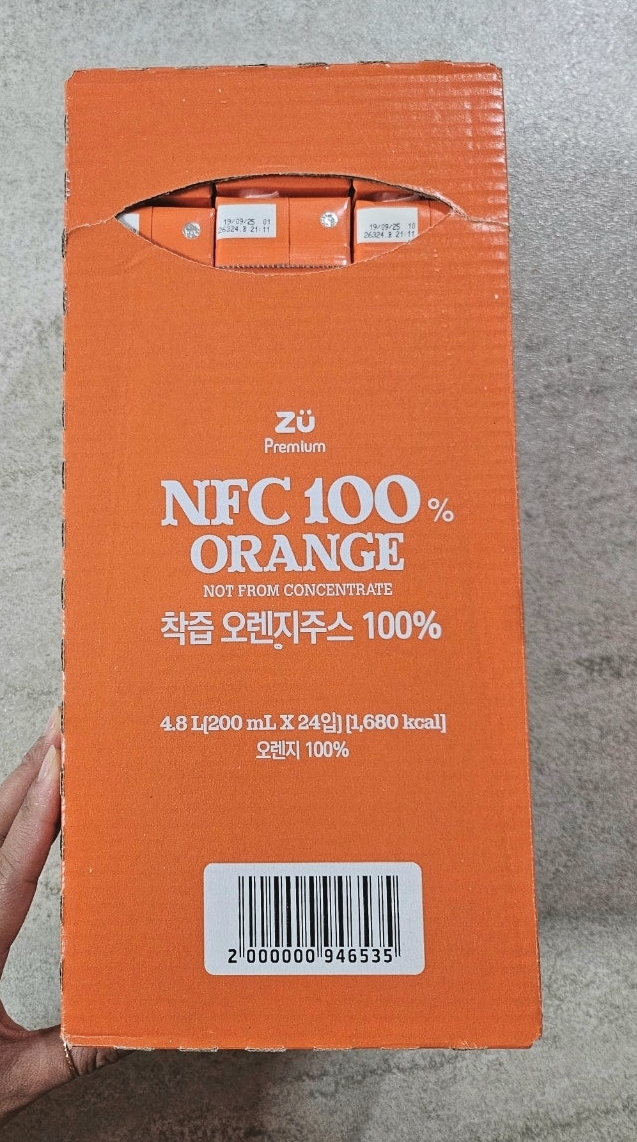 19/09/25 01
26324.B 21:11
19/09/25 10
26324.B 21:11
ZÜ
Premium
NFC 100 %
ORANGE
NOT FROM CONCENTRATE
착즙 오렌지주스 100%
4.8 L(200 mL X 24입) [1,680 kcal]
오렌지 100%
2 000000 946535